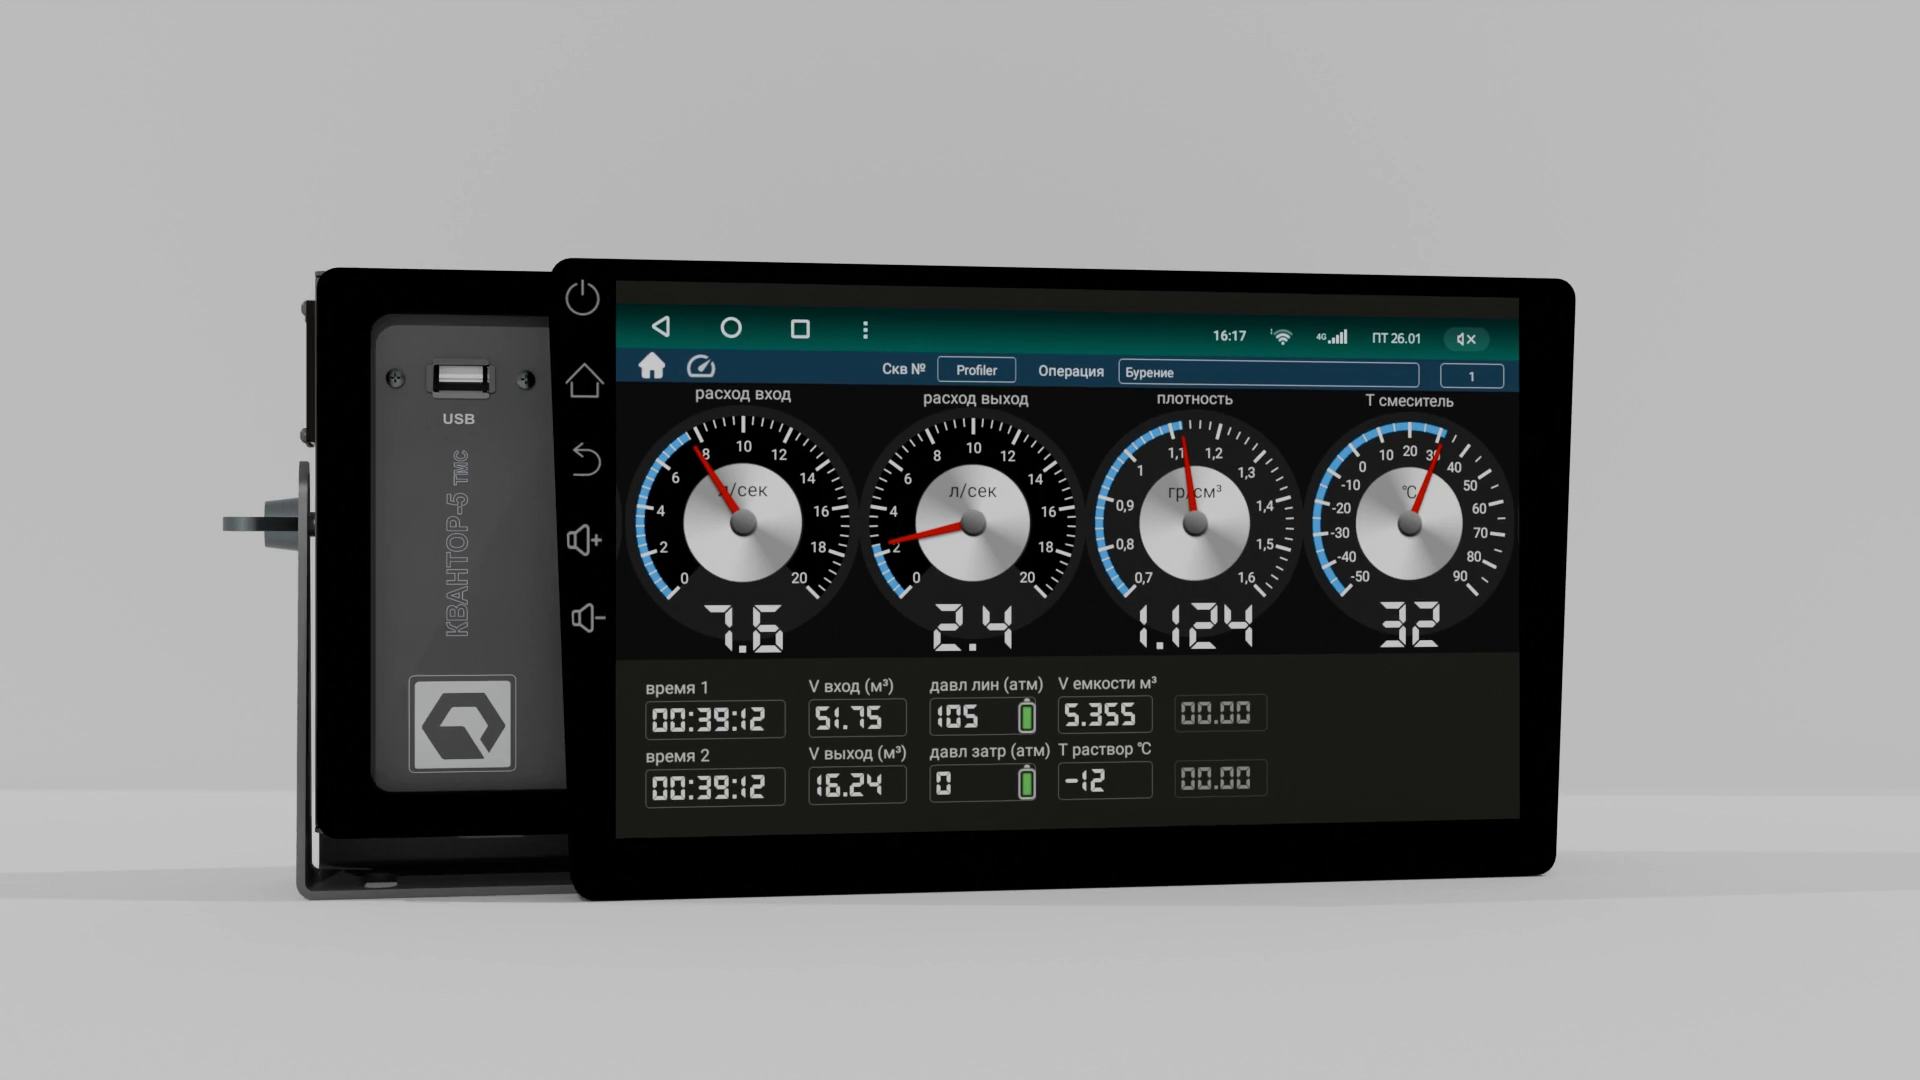 16:17 4G ПТ 26.01
Скв № Profiler Операция Бурение 1
расход вход
л/сек
0 2 4 6 8 10 12 14 16 18 20
7.6
расход выход
л/сек
0 2 4 6 8 10 12 14 16 18 20
2.4
плотность
гр/см³
0,7 0,8 0,9 1 1,1 1,2 1,3 1,4 1,5 1,6
1.124
Т смеситель
°C
-50 -40 -30 -20 -10 0 10 20 30 40 50 60 70 80 90
32
время 1
00:39:12
V вход (м³)
51.75
давл лин (атм)
105
V емкости м³
5.355
00.00
время 2
00:39:12
V выход (м³)
16.24
давл затр (атм)
0
Т раствор °C
-12
00.00
USB
КВАНТОР-5 ТМС